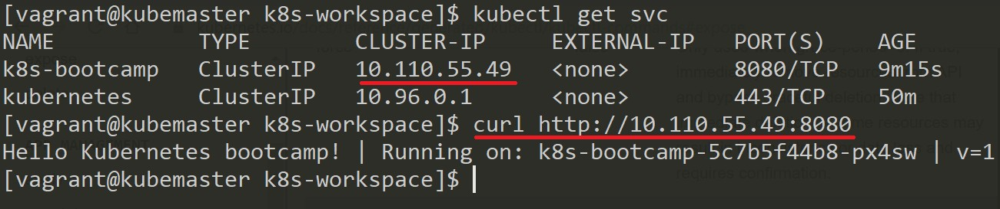 [vagrant@kubemaster k8s-workspace]$ kubectl get svc
NAME TYPE CLUSTER-IP EXTERNAL-IP PORT(S) AGE
k8s-bootcamp ClusterIP 10.110.55.49 <none> 8080/TCP 9m15s
kubernetes ClusterIP 10.96.0.1 <none> 443/TCP 50m
[vagrant@kubemaster k8s-workspace]$ curl http://10.110.55.49:8080
Hello Kubernetes bootcamp! | Running on: k8s-bootcamp-5c7b5f44b8-px4sw | v=1
[vagrant@kubemaster k8s-workspace]$